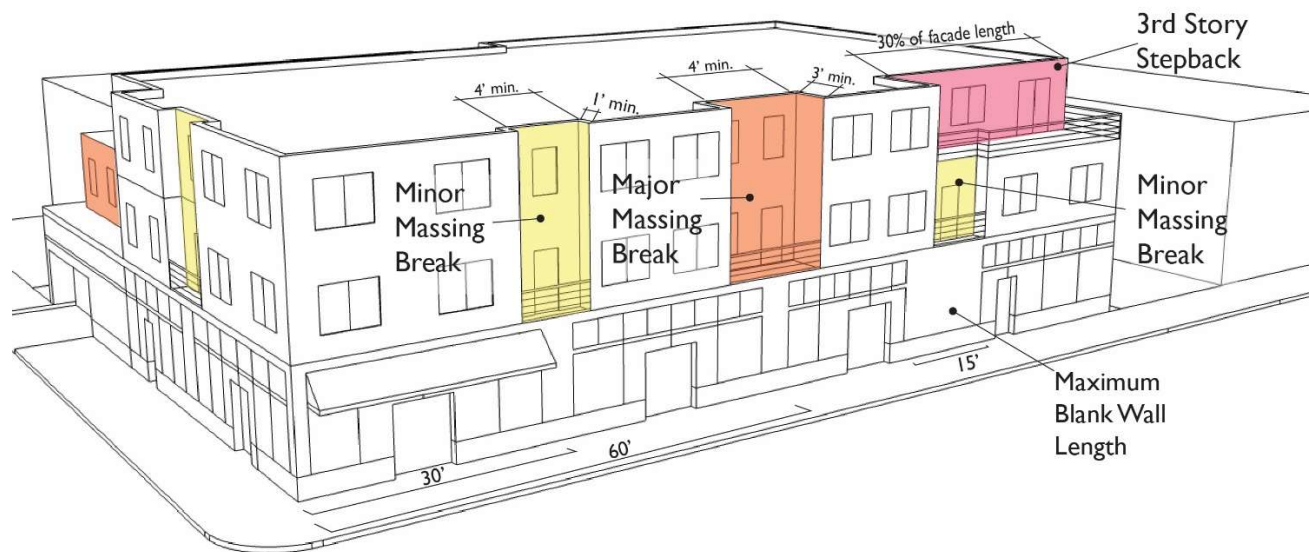 30% of facade length
3rd Story
Stepback
4' min.
1' min.
4' min.
3' min.
Minor
Massing
Break
Major
Massing
Break
Minor
Massing
Break
15'
Maximum
Blank Wall
Length
60'
30'